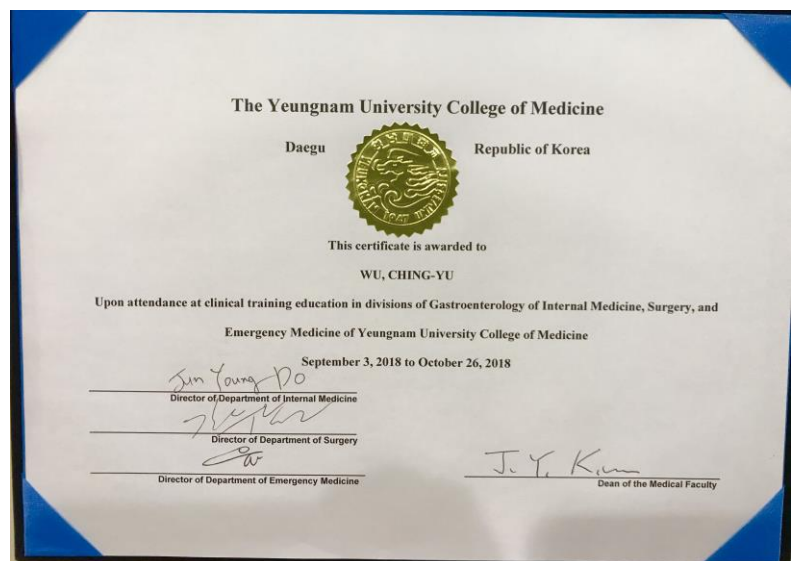 The Yeungnam University College of Medicine
Daegu Republic of Korea
This certificate is awarded to
WU, CHING-YU
Upon attendance at clinical training education in divisions of Gastroenterology of Internal Medicine, Surgery, and
Emergency Medicine of Yeungnam University College of Medicine
September 3, 2018 to October 26, 2018
Jun Young Do
Director of Department of Internal Medicine
Director of Department of Surgery
Director of Department of Emergency Medicine
J. Y. Kim
Dean of the Medical Faculty